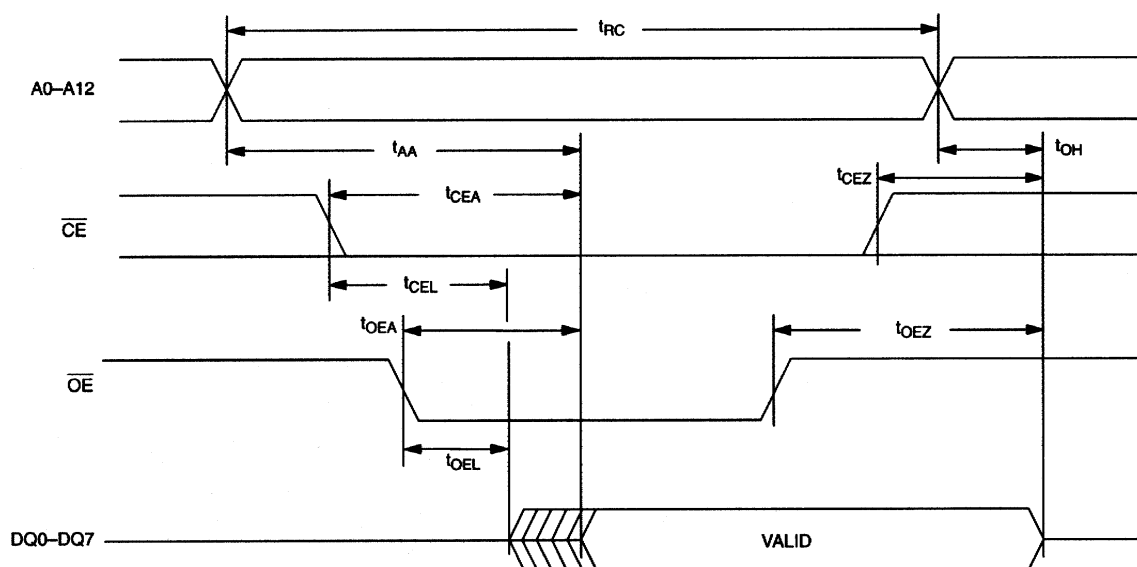 tRC
A0–A12
tAA
tOH
tCEA
tCEZ
CE
tCEL
tOEA
tOEZ
OE
tOEL
DQ0–DQ7
VALID